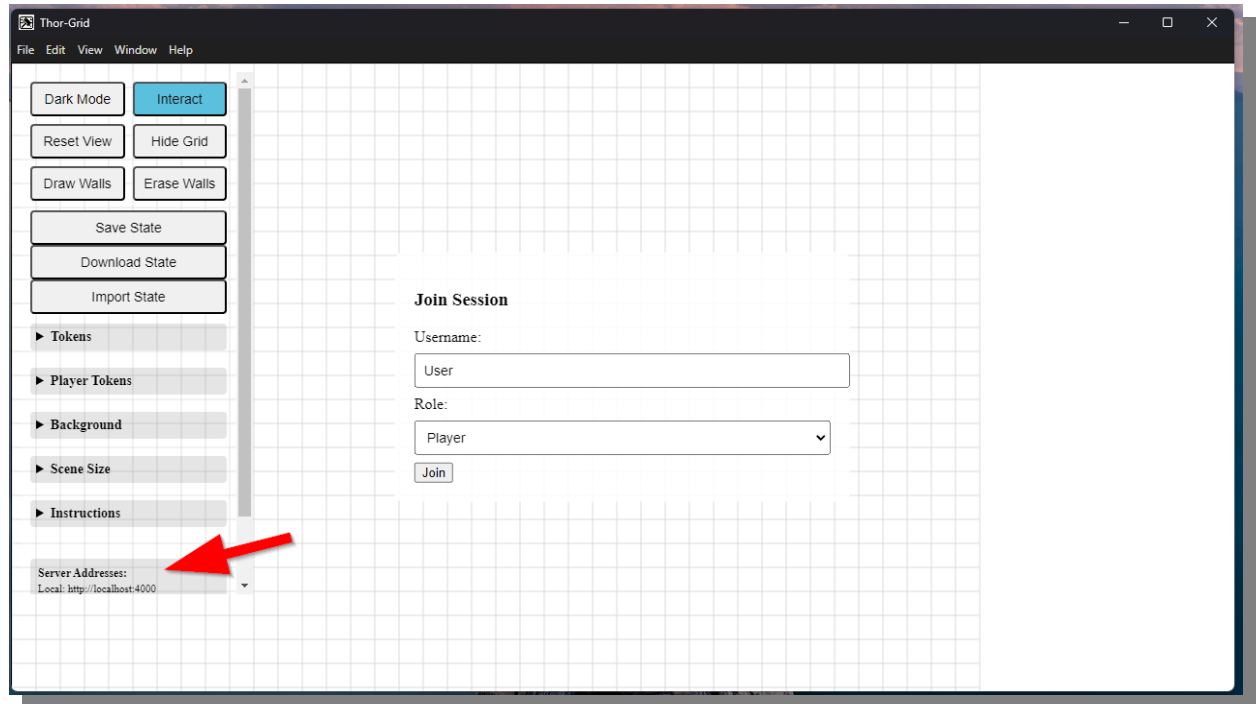 Thor-Grid
File Edit View Window Help
Dark Mode
Interact
Reset View
Hide Grid
Draw Walls
Erase Walls
Save State
Download State
Import State
Tokens
Player Tokens
Background
Scene Size
Instructions
Server Addresses:
Local: http://localhost:4000
Join Session
Username:
User
Role:
Player
Join